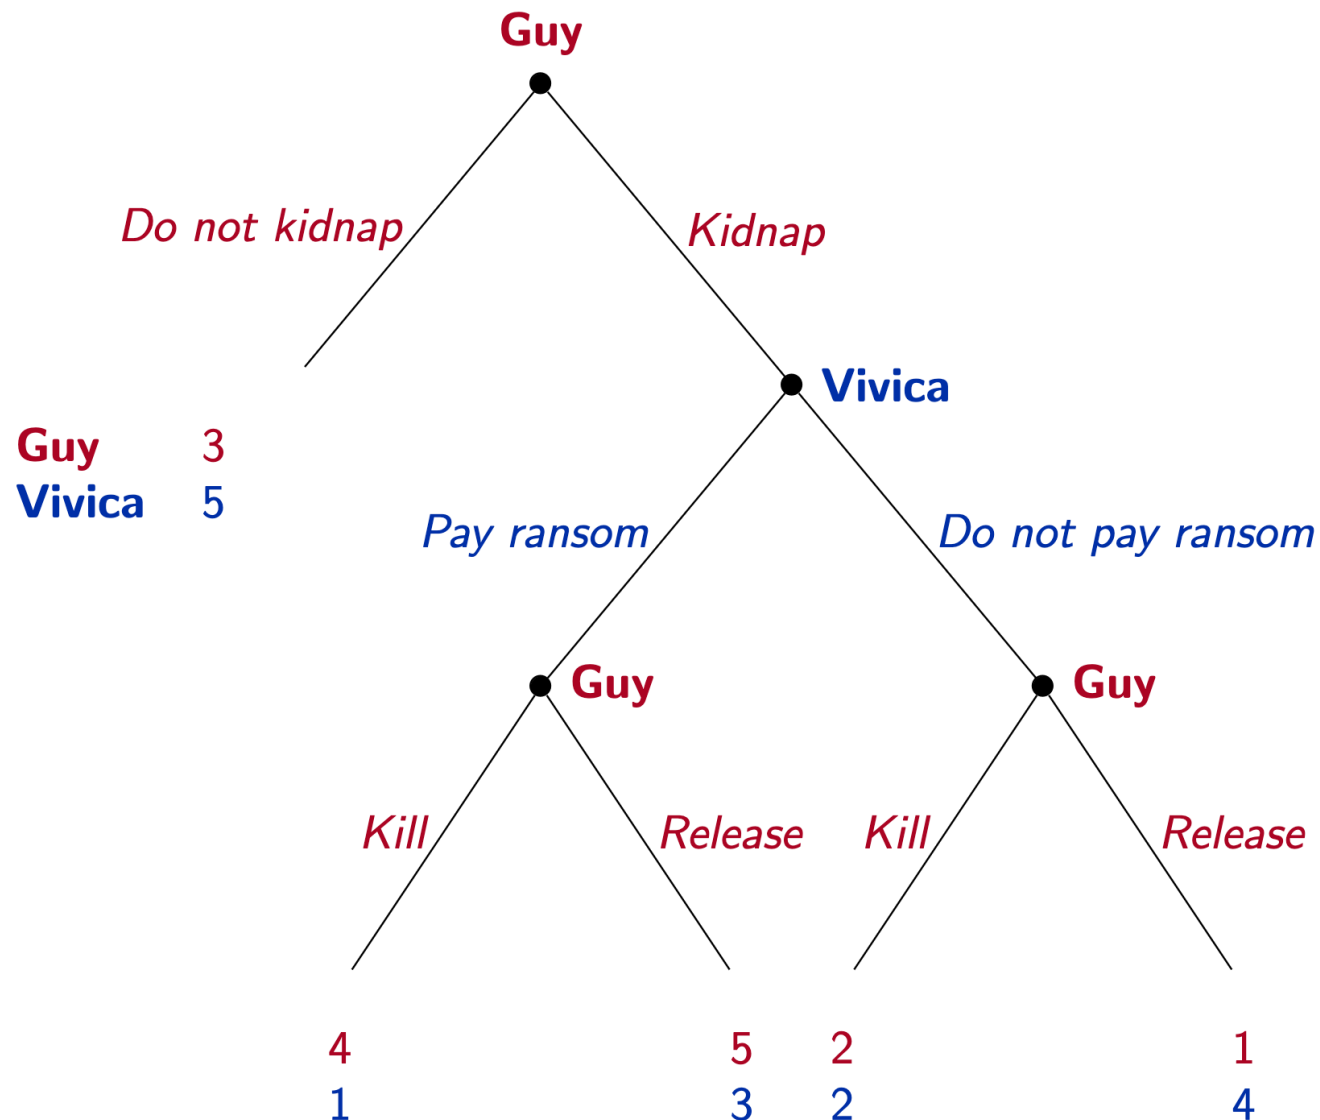 Guy
Do not kidnap
Kidnap
Vivica
Guy 3
Vivica 5
Pay ransom
Do not pay ransom
Guy
Guy
Kill
Release
Kill
Release
4 5 2 1
1 3 2 4